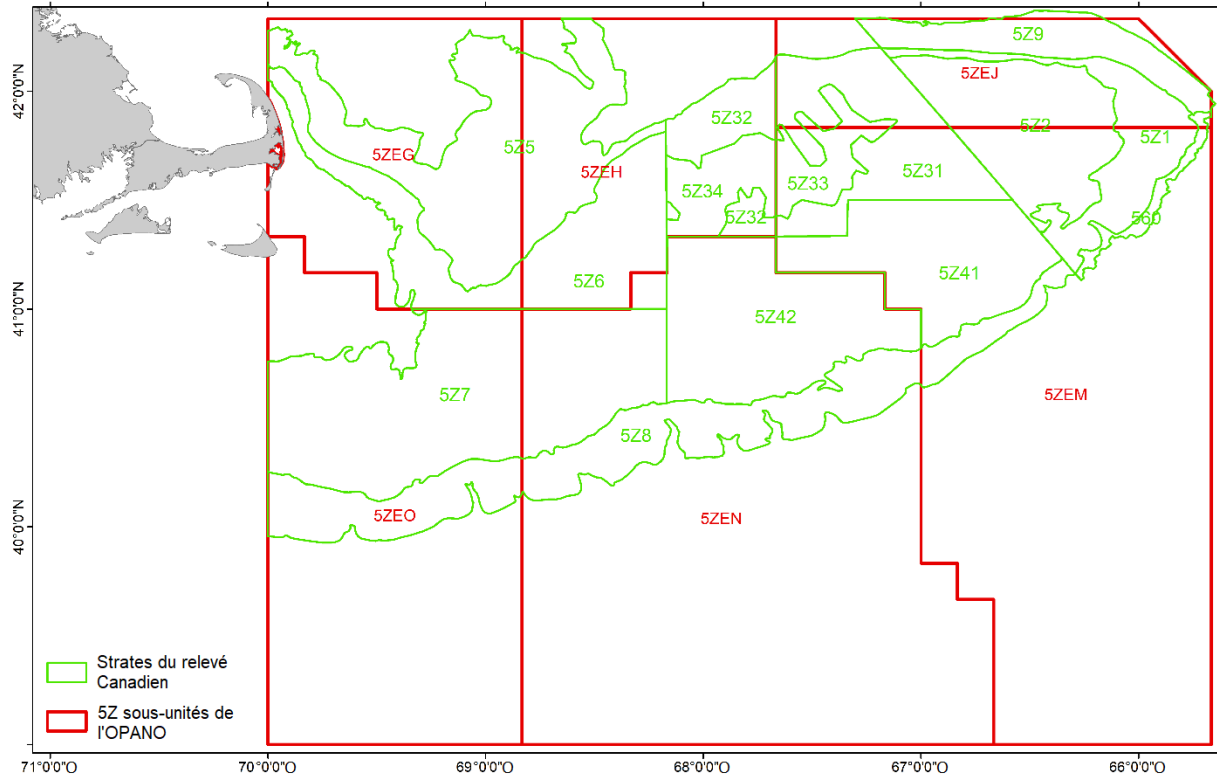 5Z9
5ZEJ
42°0'0"N
5Z32
5Z2
5Z1
5Z5
5ZEG
5ZEH
5Z31
5Z33
5Z34
5Z32
560
41°0'0"N
5Z6
5Z41
5Z42
5Z7
5ZEM
5Z8
40°0'0"N
5ZEO
5ZEN
Strates du relevé
Canadien
5Z sous-unités de
l'OPANO
71°0'0"O
70°0'0"O
69°0'0"O
68°0'0"O
67°0'0"O
66°0'0"O